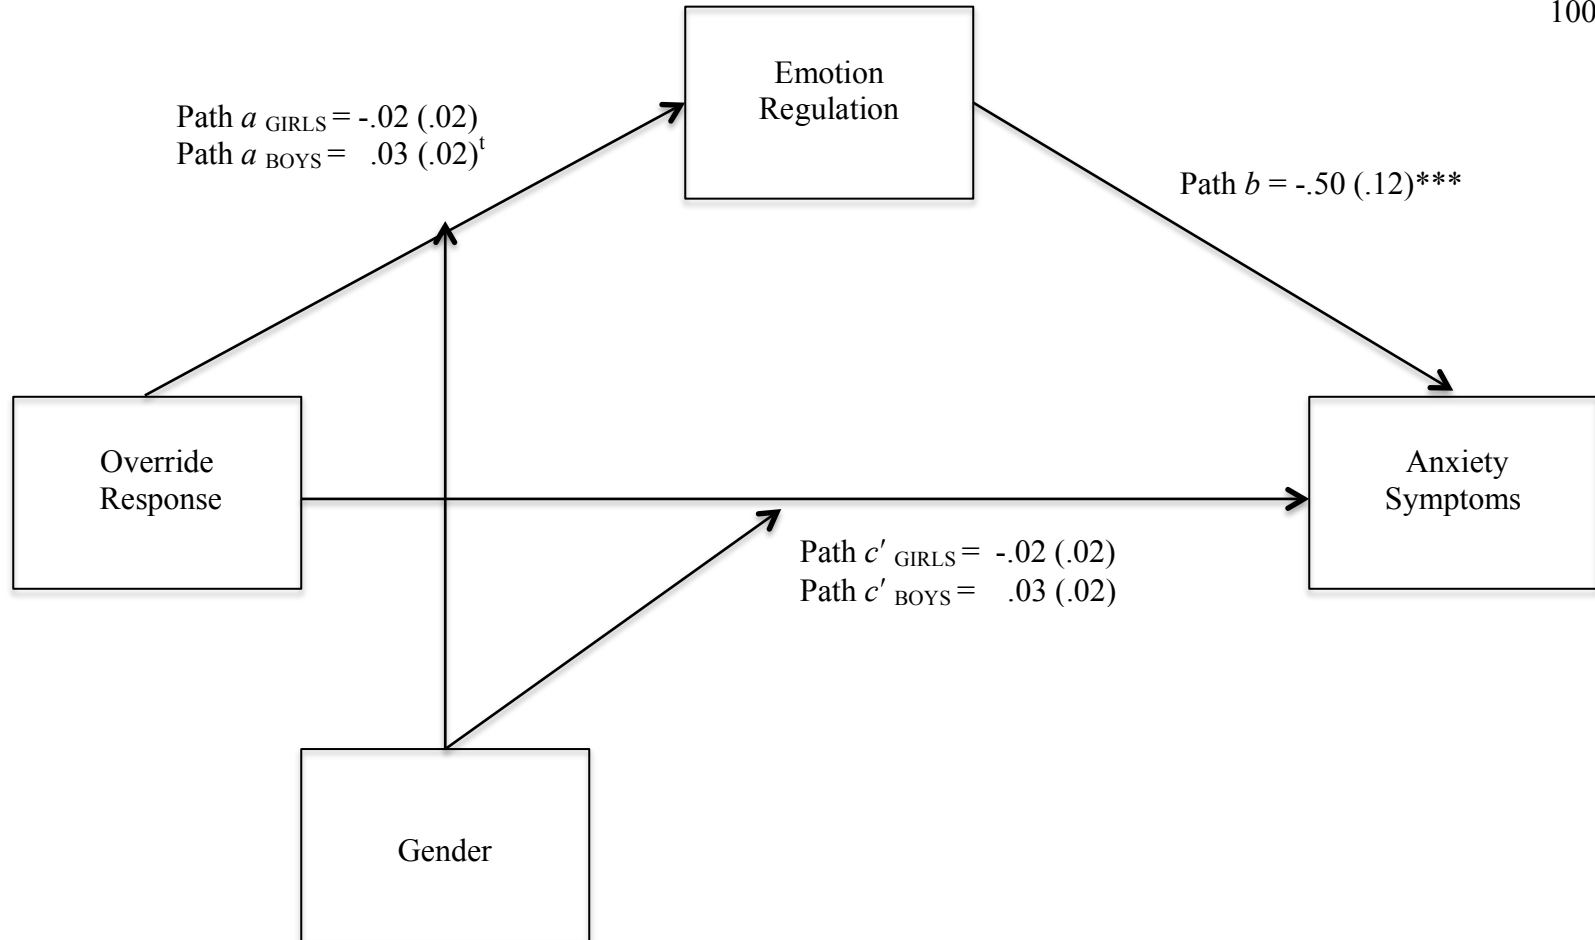 100
Emotion
Regulation
Path a GIRLS = -.02 (.02)
Path a BOYS = .03 (.02)t
Path b = -.50 (.12)***
Override
Response
Anxiety
Symptoms
Path c′ GIRLS = -.02 (.02)
Path c′ BOYS = .03 (.02)
Gender